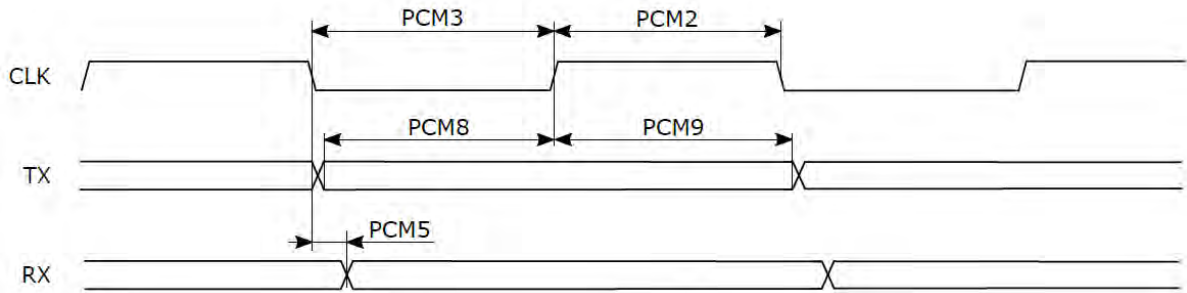 PCM3 PCM2
CLK
PCM8 PCM9
TX
PCM5
RX